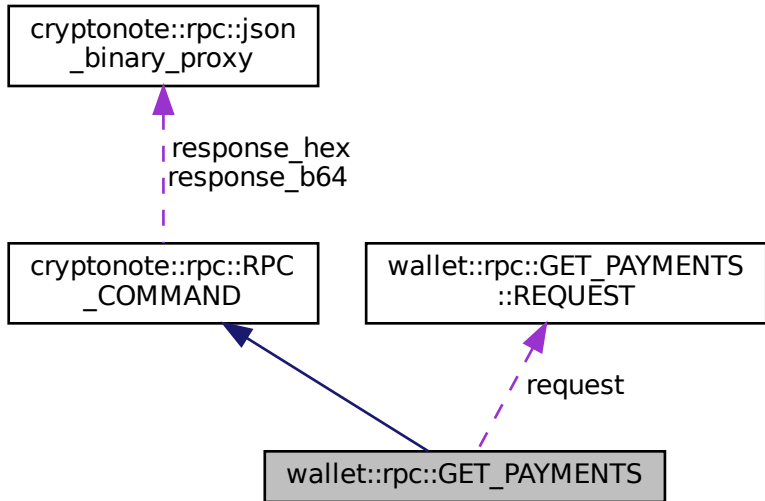 cryptonote::rpc::json
_binary_proxy
response_hex
response_b64
cryptonote::rpc::RPC
_COMMAND
wallet::rpc::GET_PAYMENTS
::REQUEST
request
wallet::rpc::GET_PAYMENTS